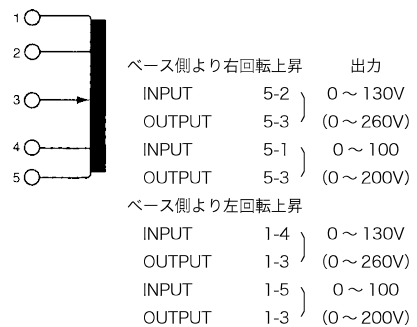 1
2
3
4
5
ベース側より右回転上昇 出力
INPUT 5-2 0～130V
OUTPUT 5-3 (0～260V)
INPUT 5-1 0～100
OUTPUT 5-3 (0～200V)
ベース側より左回転上昇
INPUT 1-4 0～130V
OUTPUT 1-3 (0～260V)
INPUT 1-5 0～100
OUTPUT 1-3 (0～200V)